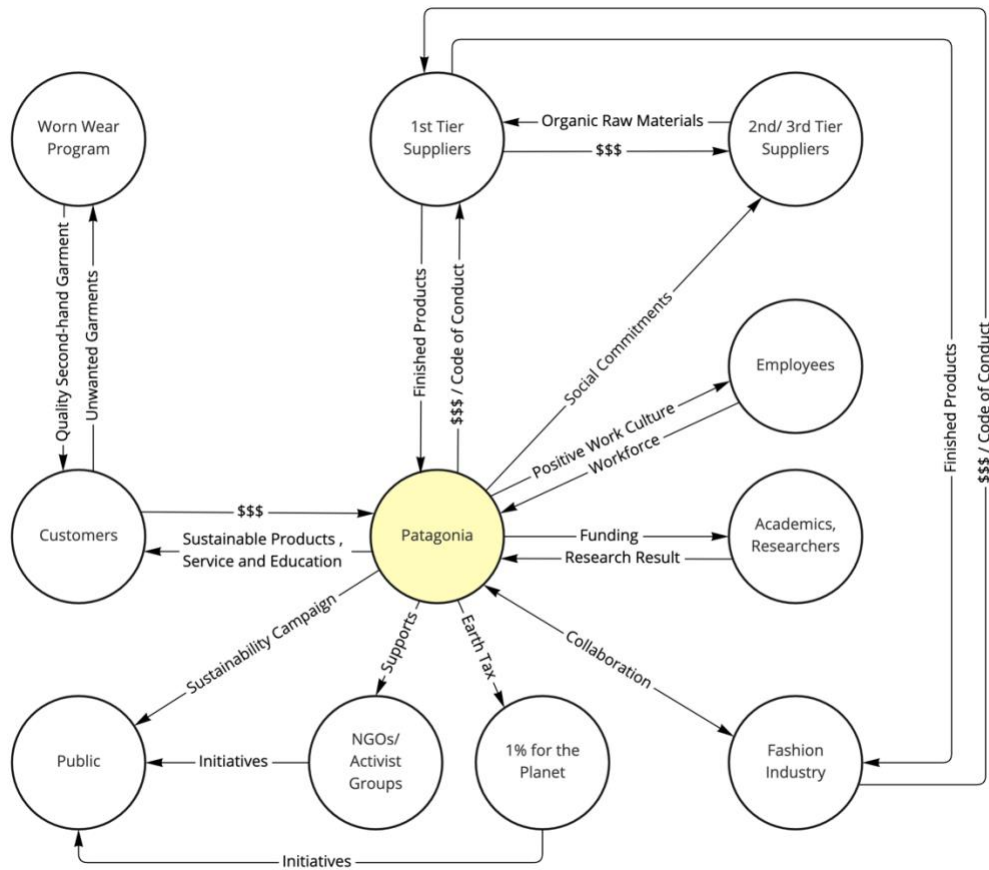 Worn Wear
Program
1st Tier
Suppliers
Organic Raw Materials
$$$
2nd/ 3rd Tier
Suppliers
Quality Second-hand Garment
Unwanted Garments
Finished Products
$$$ / Code of Conduct
Social Commitments
Employees
Positive Work Culture
Workforce
Finished Products
$$$ / Code of Conduct
Customers
$$$
Sustainable Products ,
Service and Education
Patagonia
Funding
Research Result
Academics,
Researchers
Sustainability Campaign
Supports
Earth Tax
Collaboration
Public
Initiatives
NGOs/
Activist
Groups
1% for the
Planet
Fashion
Industry
Initiatives